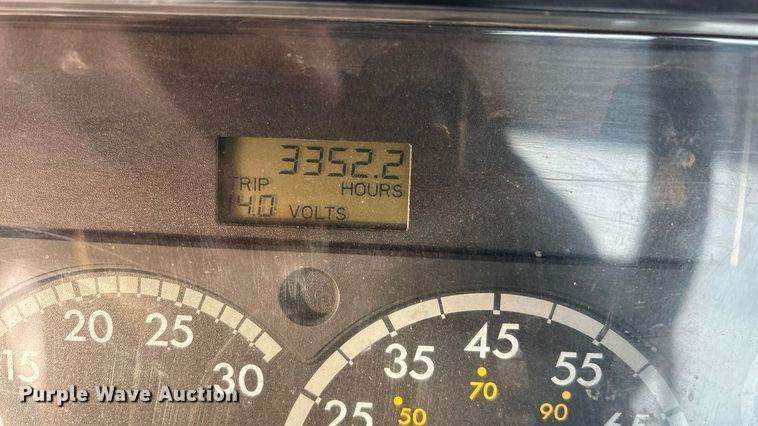 3352.2
TRIP HOURS
14.0 VOLTS
15 20 25 30
25 35 45 55 65
50 70 90
Purple Wave Auction